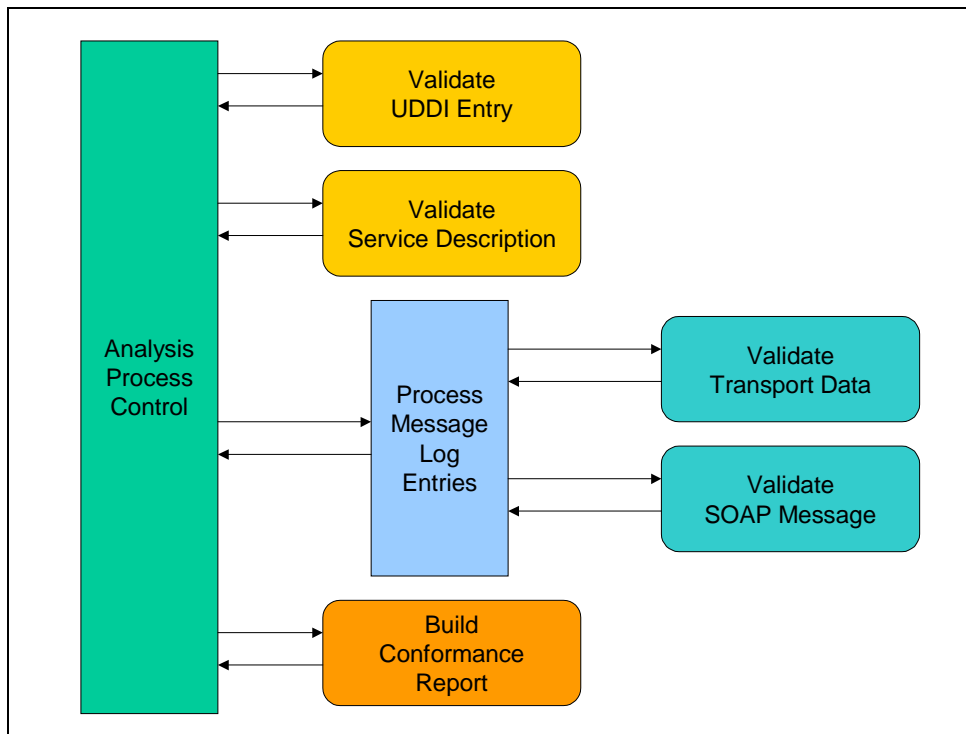 Validate
UDDI Entry
Validate
Service Description
Analysis
Process
Control
Process
Message
Log
Entries
Validate
Transport Data
Validate
SOAP Message
Build
Conformance
Report